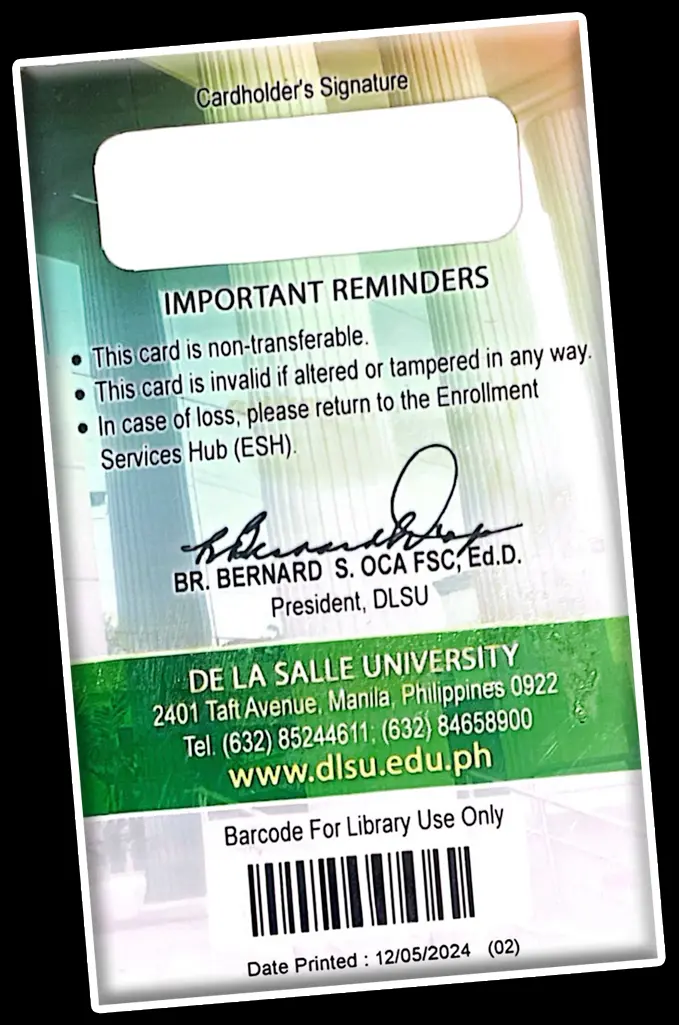 Cardholder's Signature
IMPORTANT REMINDERS
• This card is non-transferable.
• This card is invalid if altered or tampered in any way.
• In case of loss, please return to the Enrollment
Services Hub (ESH).
BR. BERNARD S. OCA FSC, Ed.D.
President, DLSU
DE LA SALLE UNIVERSITY
2401 Taft Avenue, Manila, Philippines 0922
Tel. (632) 85244611; (632) 84658900
www.dlsu.edu.ph
Barcode For Library Use Only
Date Printed : 12/05/2024 (02)